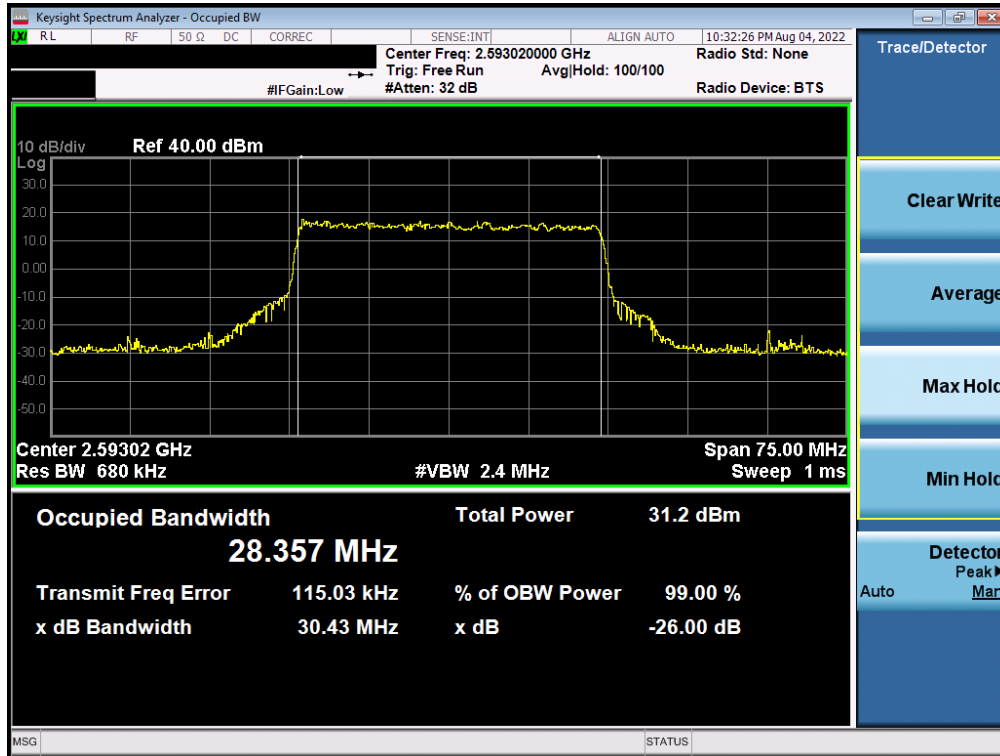 Keysight Spectrum Analyzer - Occupied BW
LXI RL RF 50 Ω DC CORREC SENSE:INT ALIGN AUTO 10:32:26 PM Aug 04, 2022
Center Freq: 2.593020000 GHz Radio Std: None
Trig: Free Run Avg|Hold: 100/100
#IFGain:Low #Atten: 32 dB Radio Device: BTS
10 dB/div Ref 40.00 dBm
Log
30.0
20.0
10.0
0.00
-10.0
-20.0
-30.0
-40.0
-50.0
Center 2.59302 GHz Span 75.00 MHz
Res BW 680 kHz #VBW 2.4 MHz Sweep 1 ms
Occupied Bandwidth Total Power 31.2 dBm
28.357 MHz
Transmit Freq Error 115.03 kHz % of OBW Power 99.00 %
x dB Bandwidth 30.43 MHz x dB -26.00 dB
MSG STATUS
Trace/Detector
Clear Write
Average
Max Hold
Min Hold
Detector
Peak▶
Auto Man